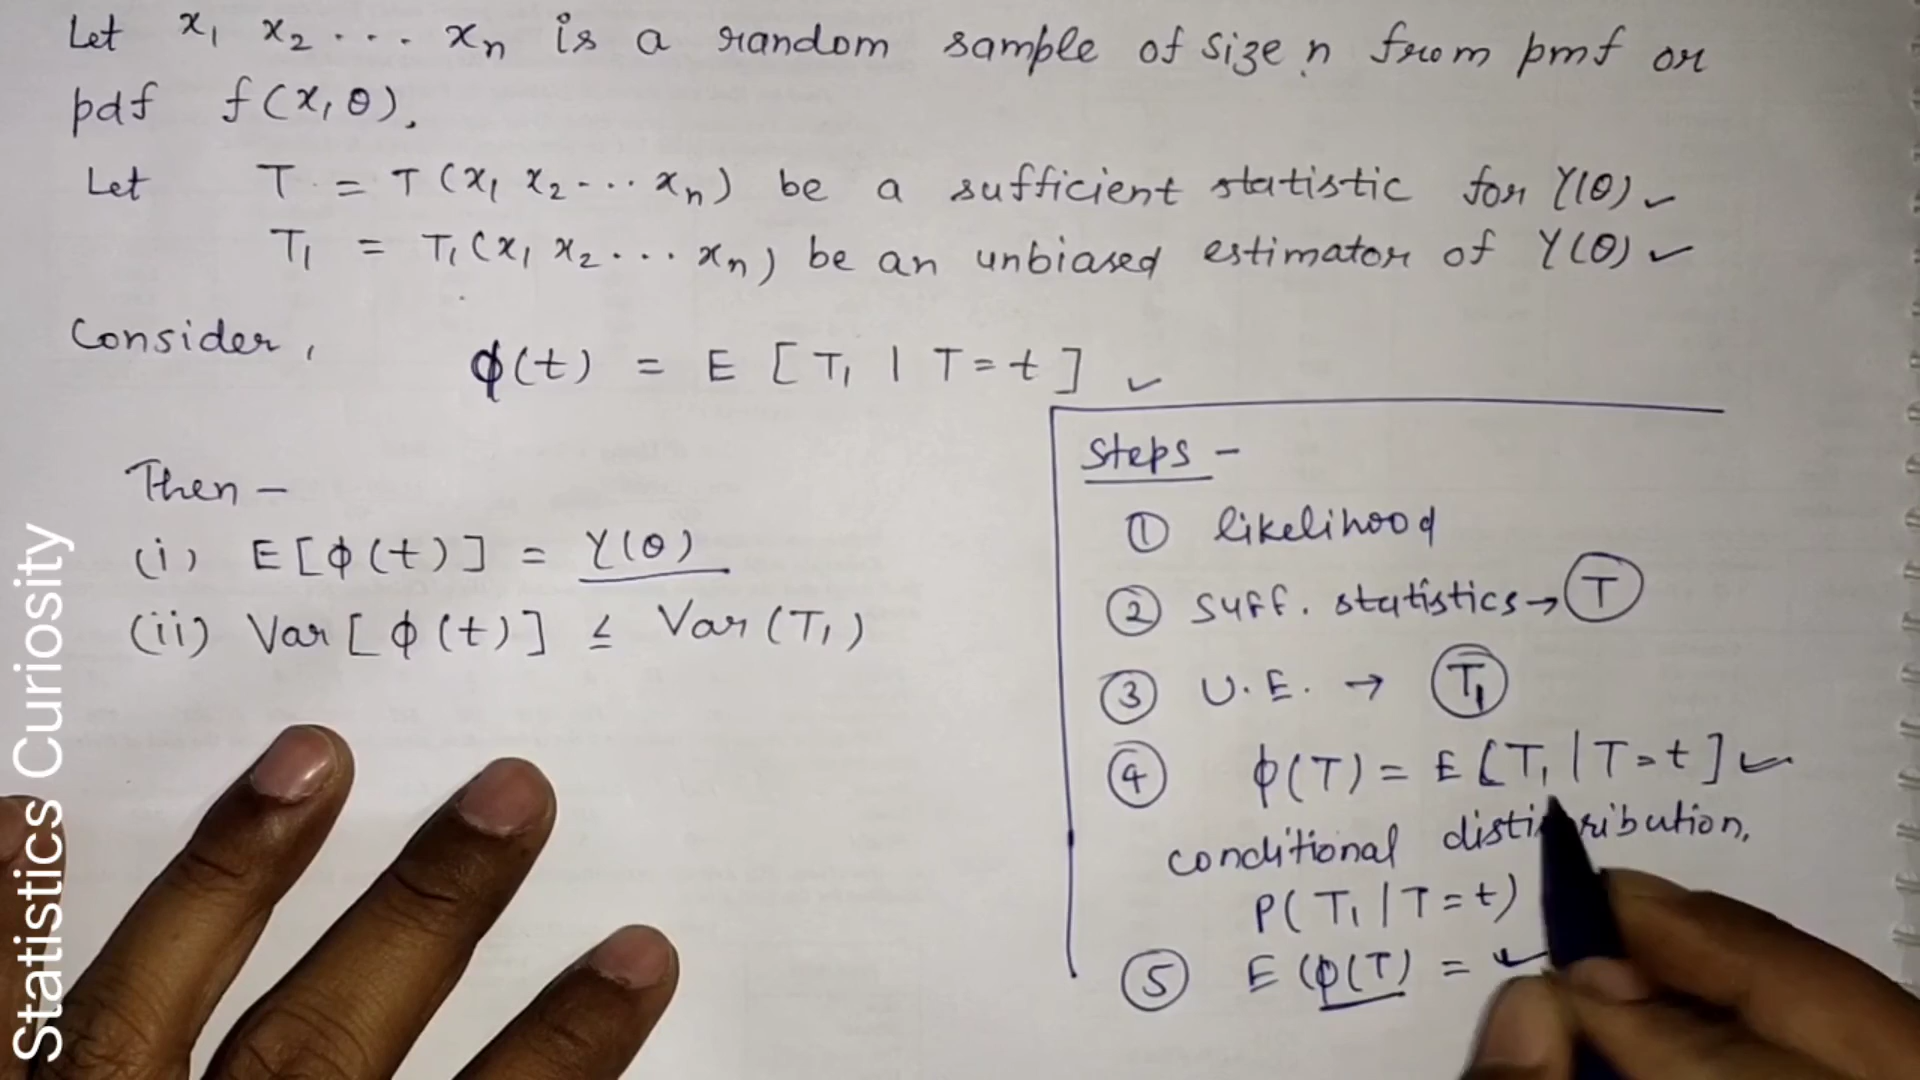 Let x₁ x₂ ... xₙ is a random sample of size n from pmf or
pdf f(x, θ).
Let T = T(x₁ x₂ ... xₙ) be a sufficient statistic for Υ(θ) ✓
T₁ = T₁(x₁ x₂ ... xₙ) be an unbiased estimator of Υ(θ) ✓
Consider, ϕ(t) = E [T₁ | T = t] ✓
Then –
(i) E[ϕ(t)] = Υ(θ)
(ii) Var[ϕ(t)] ≤ Var(T₁)
Steps –
① likelihood
② Suff. statistics → T
③ U.E. → T₁
④ ϕ(T) = E[T₁ | T = t] ✓
conditional
P(T₁ | T = t)
⑤ E(ϕ(T) = ✓
Statistics Curiosity